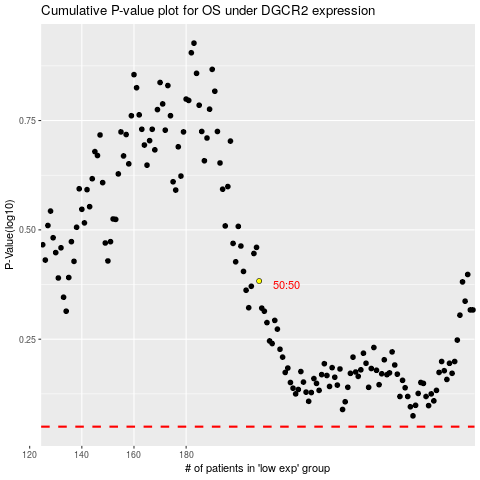 Cumulative P-value plot for OS under DGCR2 expression
P-Value(log10)
0.75
0.50
0.25
50:50
120 140 160 180
# of patients in 'low exp' group